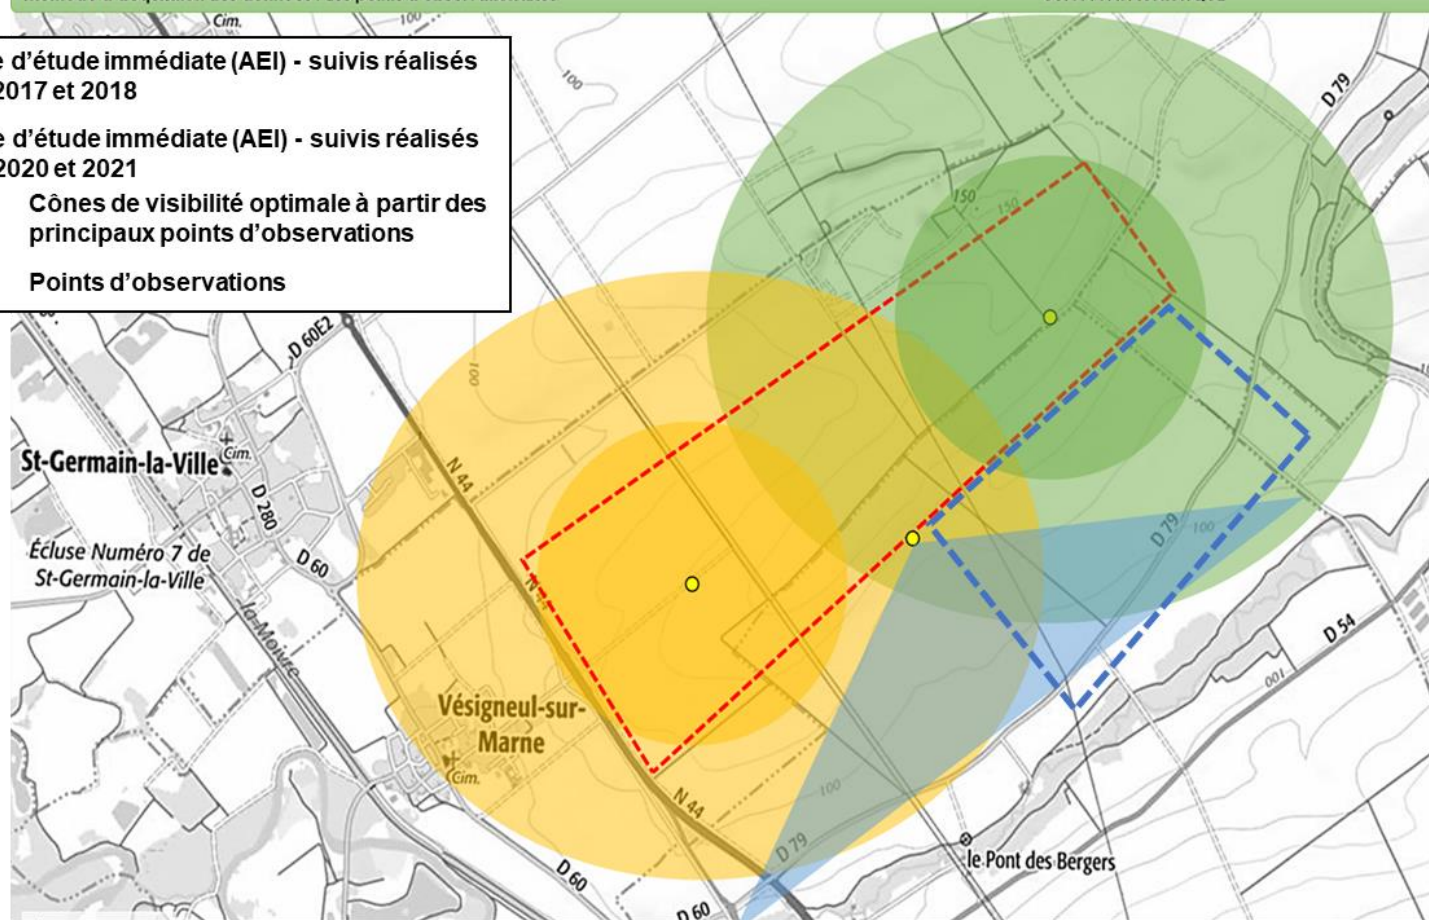 Cim.
100
e d'étude immédiate (AEI) - suivis réalisés
2017 et 2018
e d'étude immédiate (AEI) - suivis réalisés
2020 et 2021
Cônes de visibilité optimale à partir des
principaux points d'observations
Points d'observations
100
D 79
150
150
D 60E2
100
St-Germain-la-Ville
Cim.
N 44
D 280
Écluse Numéro 7 de
St-Germain-la-Ville
D 60
N 44
D 79
100
la Moivre
D 54
100
Vésigneul-sur-
Marne
Cim.
N 44
100
D 79
le Pont des Bergers
D 60
D 60